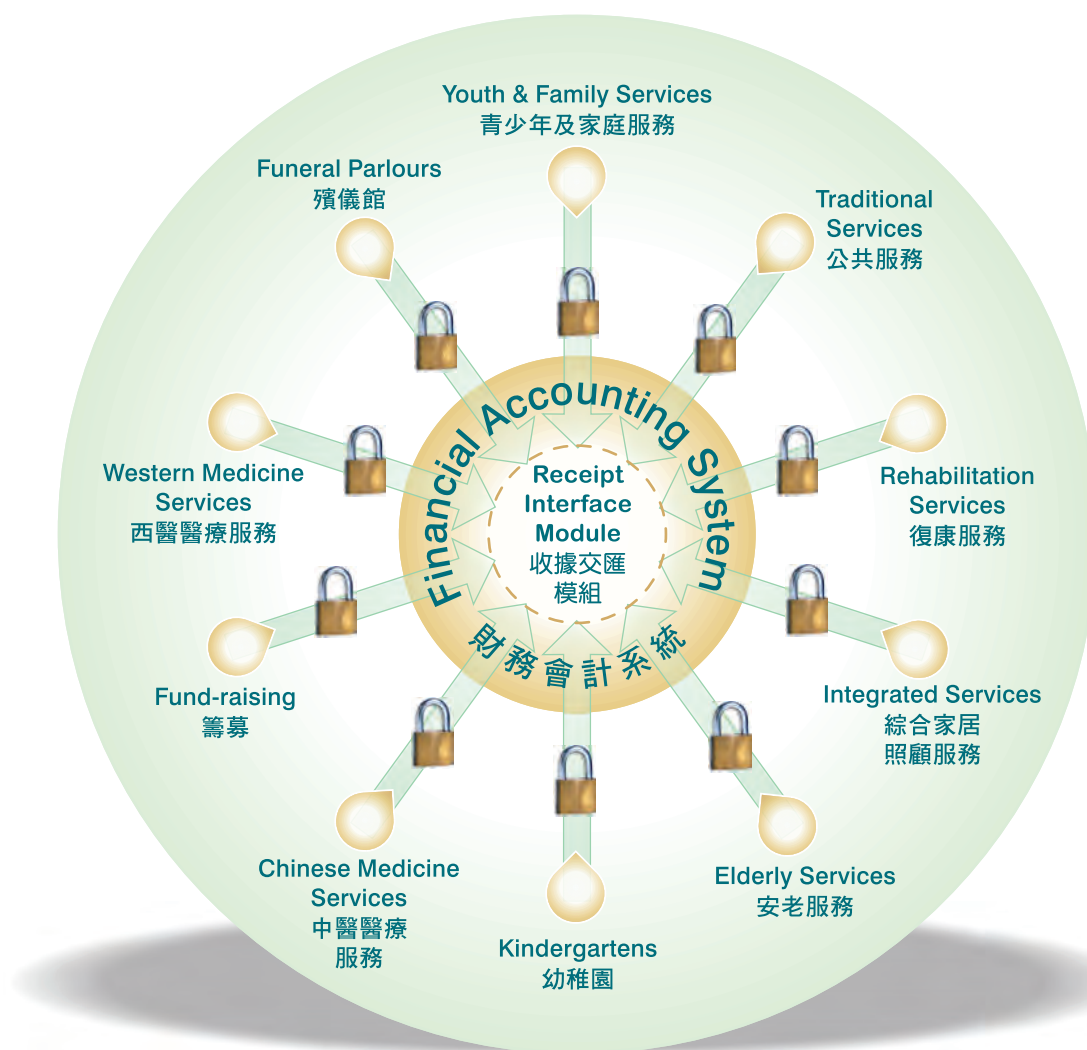 Youth & Family Services
青少年及家庭服務
Funeral Parlours
殯儀館
Traditional
Services
公共服務
Western Medicine
Services
西醫醫療服務
Rehabilitation
Services
復康服務
Financial Accounting System
Receipt
Interface
Module
收據交匯
模組
財務會計系統
Fund-raising
籌募
Integrated Services
綜合家居
照顧服務
Chinese Medicine
Services
中醫醫療
服務
Elderly Services
安老服務
Kindergartens
幼稚園